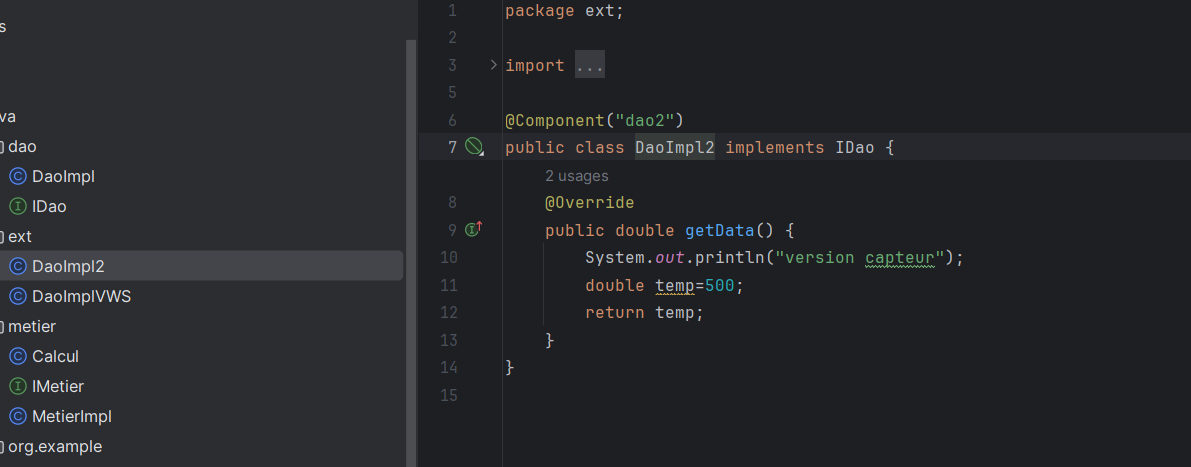 s
va
dao
DaoImpl
IDao
ext
DaoImpl2
DaoImplVWS
metier
Calcul
IMetier
MetierImpl
org.example
1 package ext;
2
3 import ...
5
6 @Component("dao2")
7 public class DaoImpl2 implements IDao {
2 usages
8 @Override
9 public double getData() {
10 System.out.println("version capteur");
11 double temp=500;
12 return temp;
13 }
14 }
15